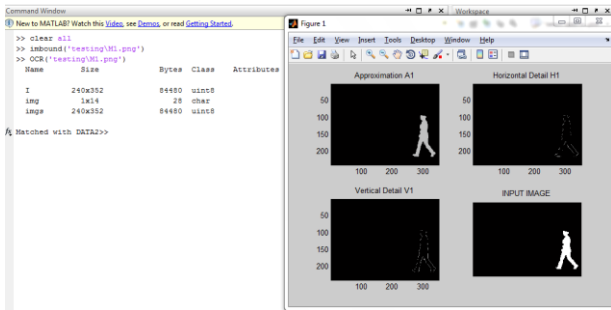 Command Window
Workspace
New to MATLAB? Watch this Video, see Demos, or read Getting Started.
>> clear all
>> imbound('testing\M1.png')
>> OCR('testing\M1.png')
Name Size Bytes Class Attributes
I 240x352 84480 uint8
img 1x14 28 char
imgs 240x352 84480 uint8
fx Matched with DATA2>>
Figure 1
File Edit View Insert Tools Desktop Window Help
Approximation A1
50
100
150
200
100 200 300
Horizontal Detail H1
50
100
150
200
100 200 300
Vertical Detail V1
50
100
150
200
100 200 300
INPUT IMAGE